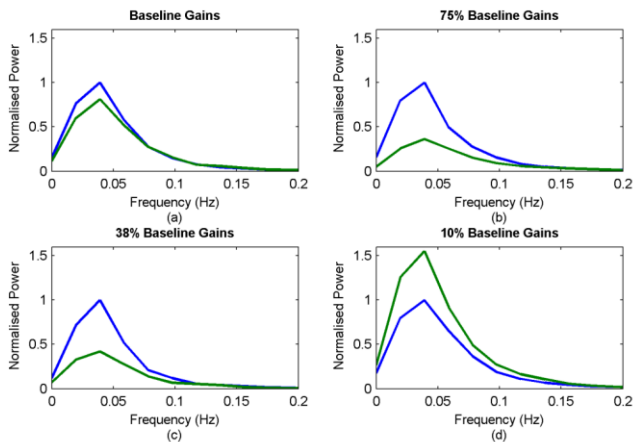 Baseline Gains
75% Baseline Gains
Normalised Power
1.5
1
0.5
0
0
0.05
0.1
0.15
0.2
Frequency (Hz)
(a)
Normalised Power
1.5
1
0.5
0
0
0.05
0.1
0.15
0.2
Frequency (Hz)
(b)
38% Baseline Gains
10% Baseline Gains
Normalised Power
1.5
1
0.5
0
0
0.05
0.1
0.15
0.2
Frequency (Hz)
(c)
Normalised Power
1.5
1
0.5
0
0
0.05
0.1
0.15
0.2
Frequency (Hz)
(d)